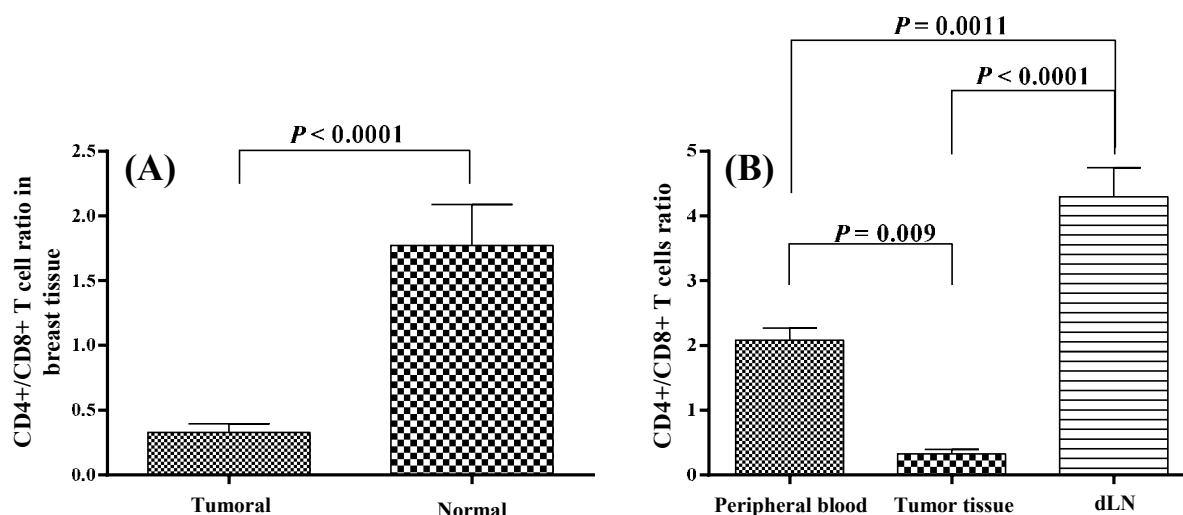 (A)
P < 0.0001
CD4+/CD8+ T cell ratio in
breast tissue
2.5
2.0
1.5
1.0
0.5
0.0
Tumoral
Normal
(B)
P = 0.0011
P < 0.0001
P = 0.009
CD4+/CD8+ T cells ratio
5
4
3
2
1
0
Peripheral blood
Tumor tissue
dLN